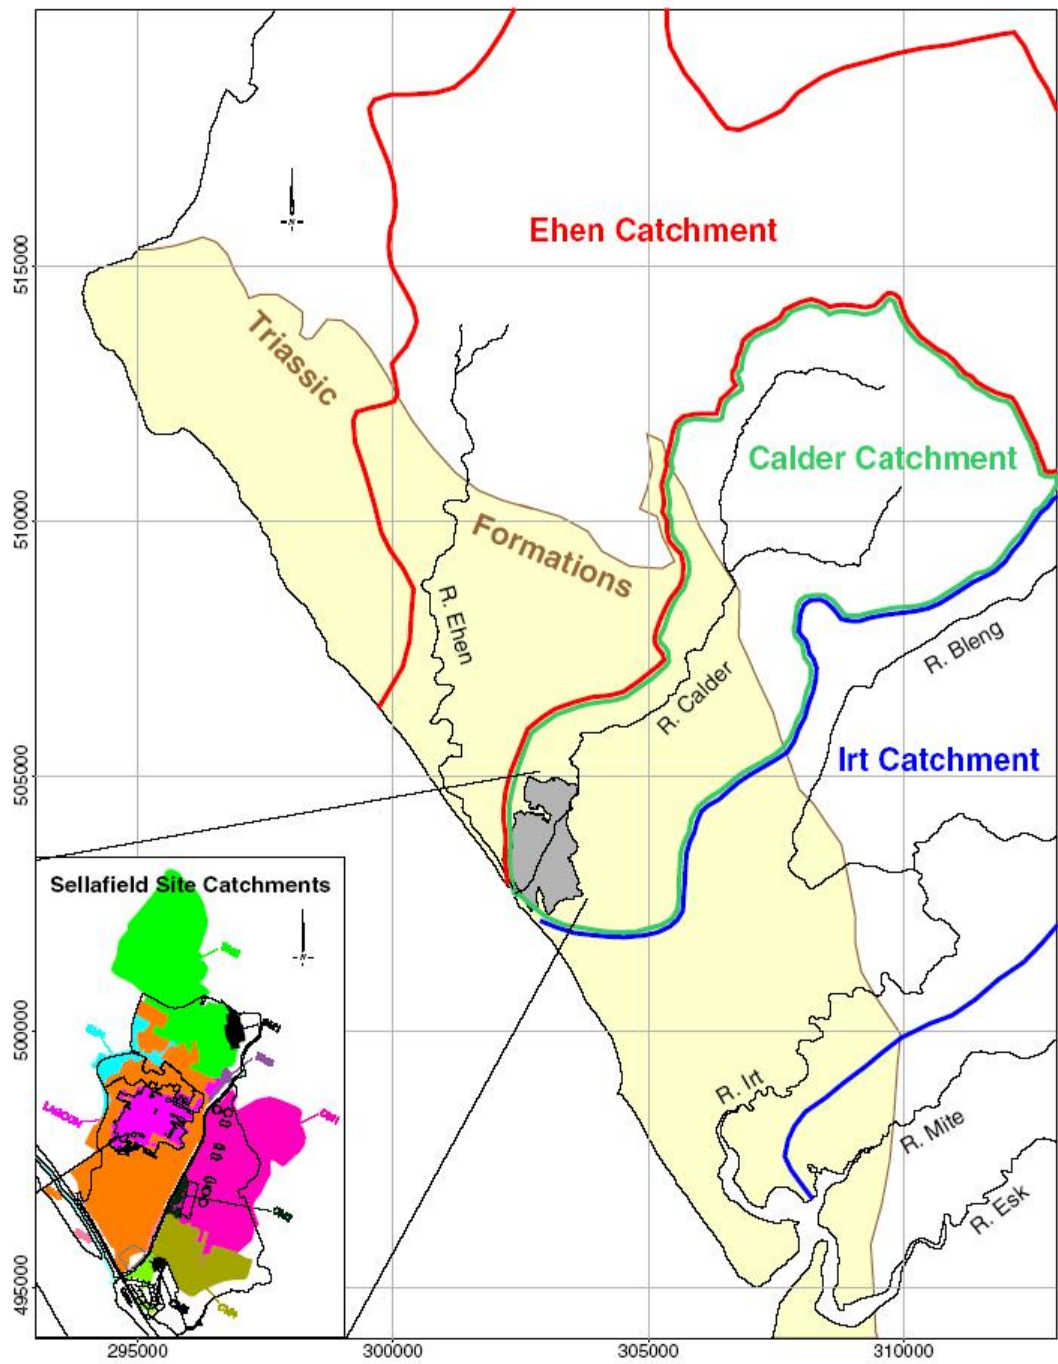 Ehen Catchment
515000
Triassic
Calder Catchment
510000
Formations
R. Ehen
R. Bleng
R. Calder
Irt Catchment
505000
Sellafield Site Catchments
N
500000
R. Irt
LAGOON
R. Mite
R. Esk
495000
295000
300000
305000
310000